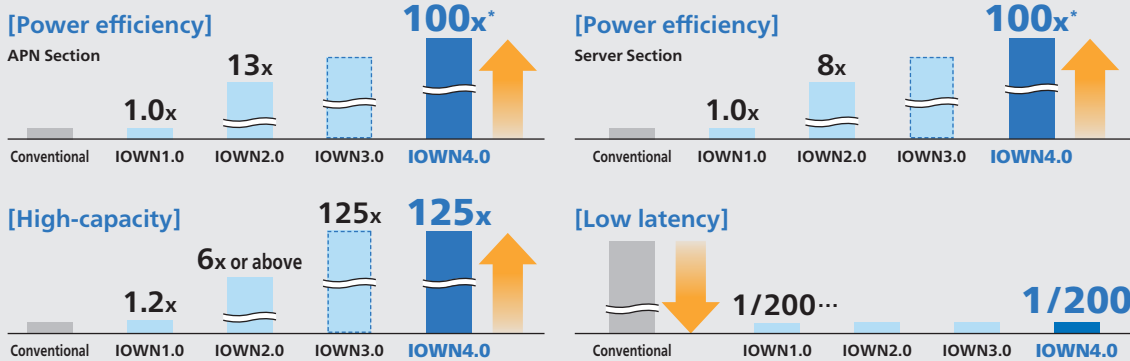 [Power efficiency]
APN Section
1.0x
13x
100x*
Conventional
IOWN1.0
IOWN2.0
IOWN3.0
IOWN4.0
[Power efficiency]
Server Section
1.0x
8x
100x*
Conventional
IOWN1.0
IOWN2.0
IOWN3.0
IOWN4.0
[High-capacity]
1.2x
6x or above
125x
125x
Conventional
IOWN1.0
IOWN2.0
IOWN3.0
IOWN4.0
[Low latency]
1/200…
1/200
Conventional
IOWN1.0
IOWN2.0
IOWN3.0
IOWN4.0